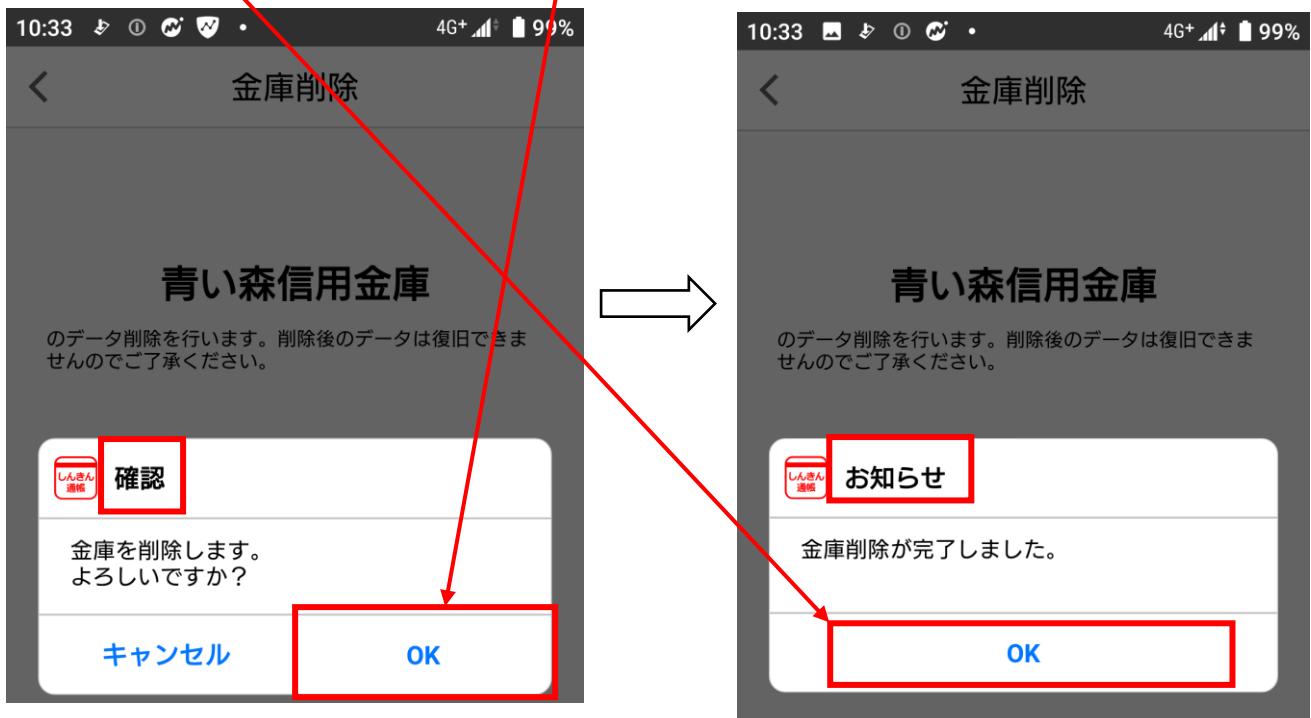 10:33
4G+
99%
金庫削除
青い森信用金庫
のデータ削除を行います。削除後のデータは復旧できま
せんのでご了承ください。
しんきん
通帳
確認
金庫を削除します。
よろしいですか？
キャンセル
OK
10:33
4G+
99%
金庫削除
青い森信用金庫
のデータ削除を行います。削除後のデータは復旧できま
せんのでご了承ください。
しんきん
通帳
お知らせ
金庫削除が完了しました。
OK